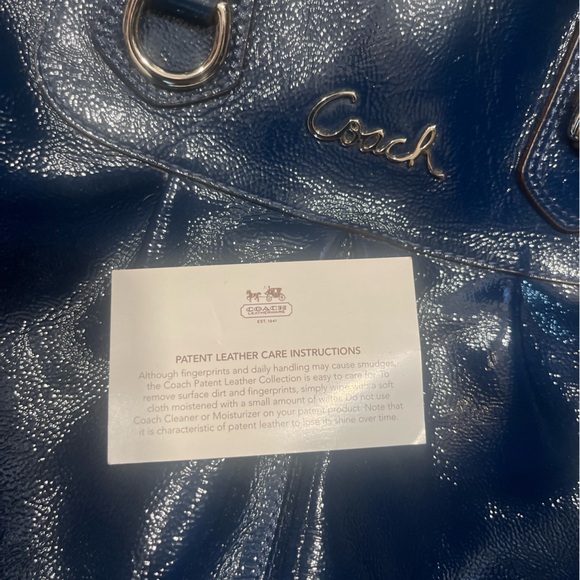 Coach
COACH
EST. 1941
PATENT LEATHER CARE INSTRUCTIONS
Although fingerprints and daily handling may cause smudges,
the Coach Patent Leather Collection is easy to care for. To
remove surface dirt and fingerprints, simply wipe with a soft
cloth moistened with a small amount of water. Do not use
Coach Cleaner or Moisturizer on your patent product. Note that
it is characteristic of patent leather to lose its shine over time.